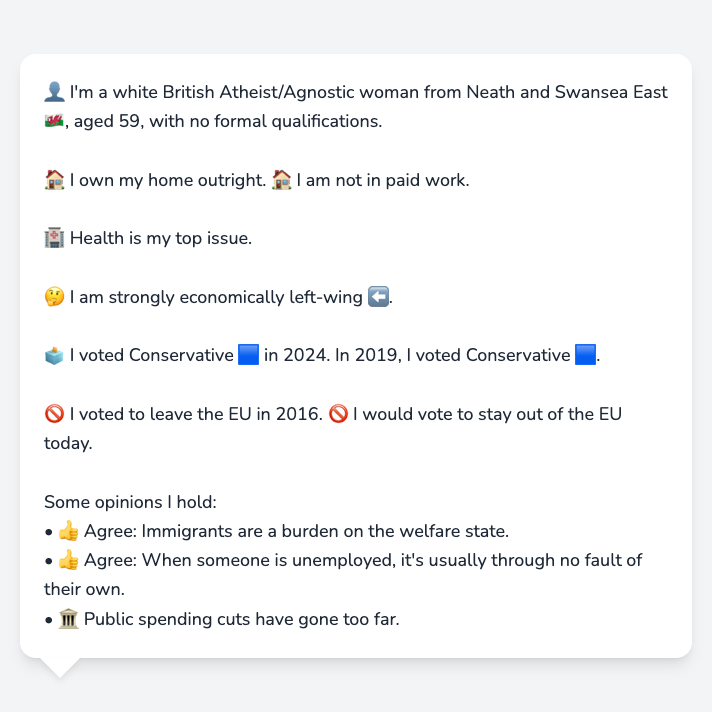 👤 I'm a white British Atheist/Agnostic woman from Neath and Swansea East
🏴󠁧󠁢󠁷󠁬󠁳󠁿, aged 59, with no formal qualifications.
🏠 I own my home outright. 🏠 I am not in paid work.
🏥 Health is my top issue.
🤔 I am strongly economically left-wing ⬅️.
🗳️ I voted Conservative 🟦 in 2024. In 2019, I voted Conservative 🟦.
🚫 I voted to leave the EU in 2016. 🚫 I would vote to stay out of the EU
today.
Some opinions I hold:
• 👍 Agree: Immigrants are a burden on the welfare state.
• 👍 Agree: When someone is unemployed, it's usually through no fault of
their own.
• 🏛️ Public spending cuts have gone too far.